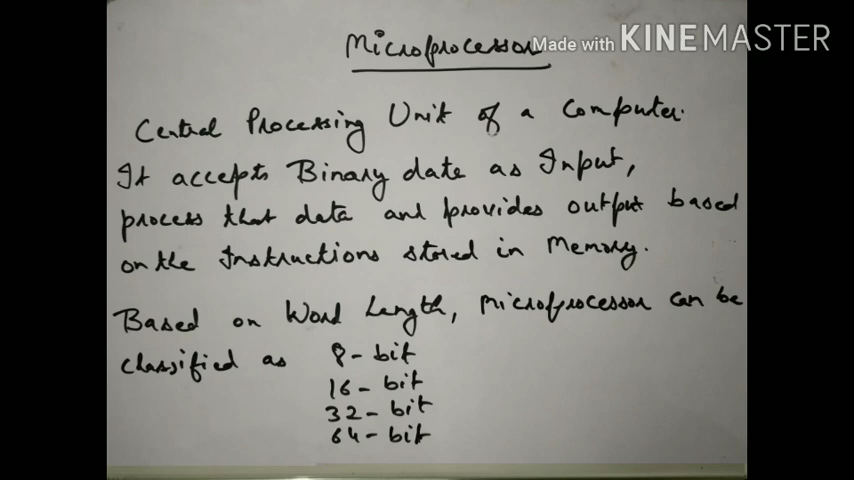 Microprocessor
Made with KINEMASTER
Central Processing Unit of a Computer.
It accepts Binary date as Input,
process that data and provides output based
on the Instructions stored in Memory.
Based on Word Length, Microprocessor can be
classified as 8-bit
16-bit
32-bit
64-bit